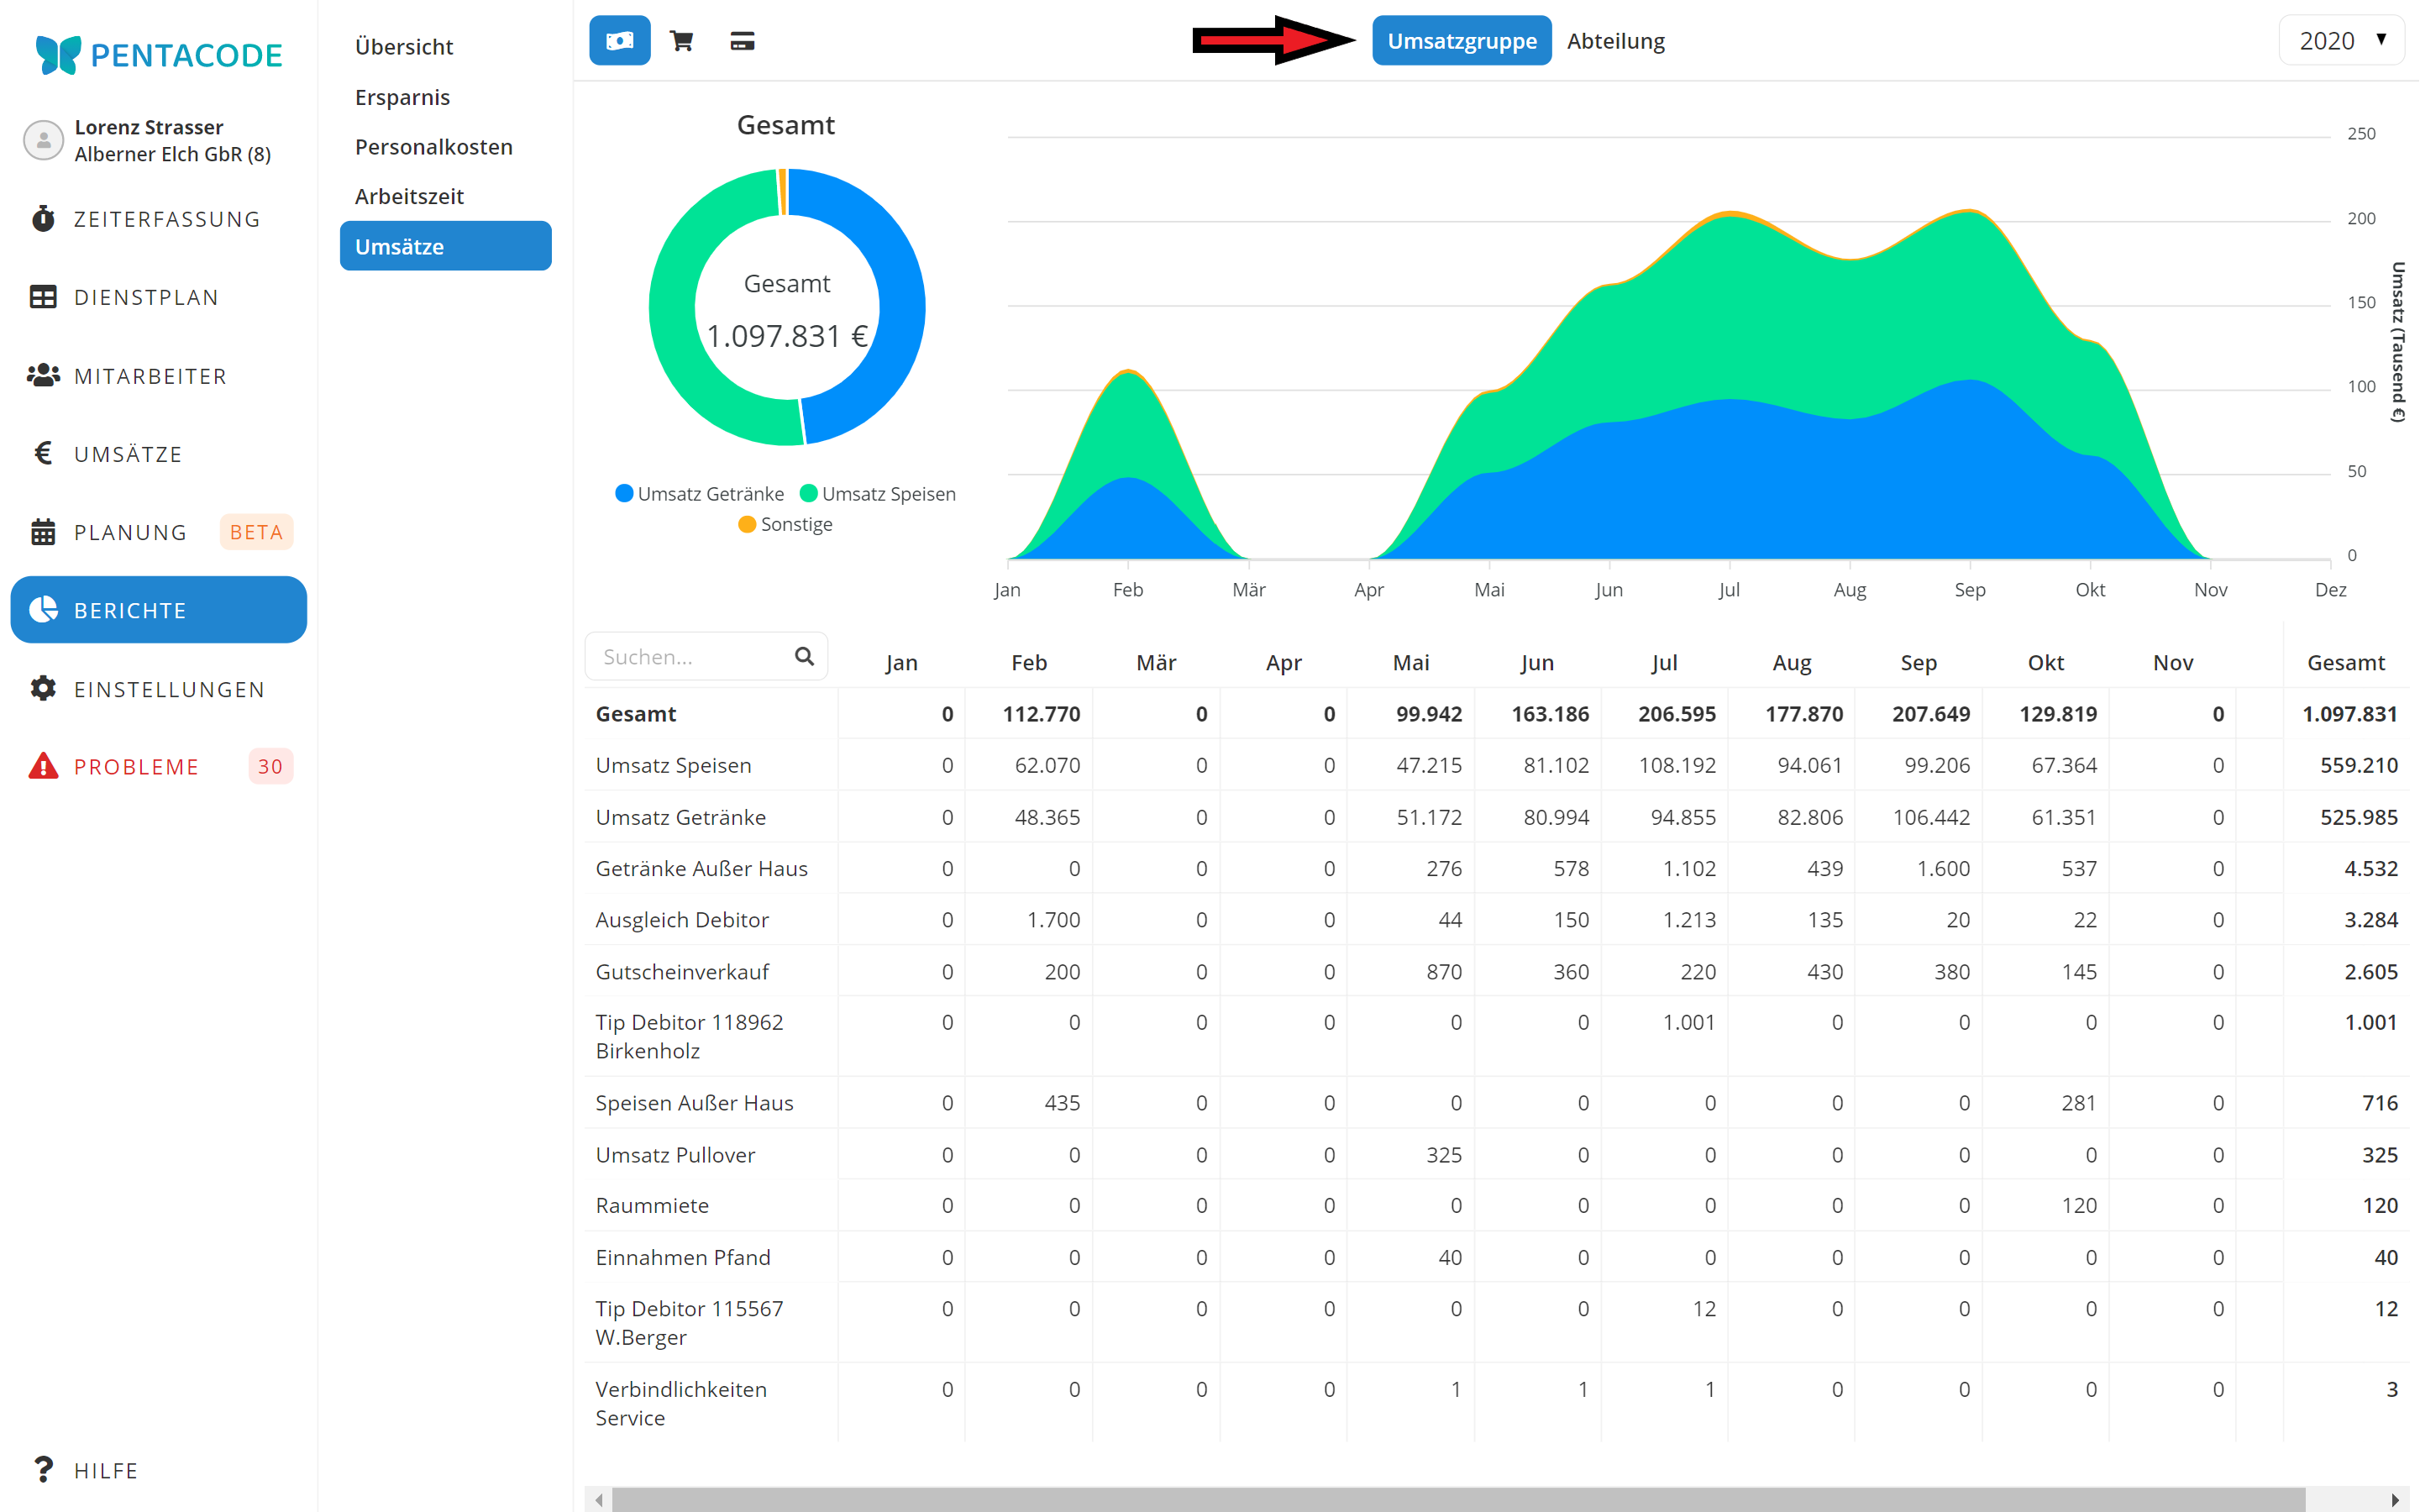 PENTACODE
Lorenz Strasser
Alberner Elch GbR (8)
ZEITERFASSUNG
DIENSTPLAN
MITARBEITER
UMSÄTZE
PLANUNG BETA
BERICHTE
EINSTELLUNGEN
PROBLEME 30
HILFE
Übersicht
Ersparnis
Personalkosten
Arbeitszeit
Umsätze
Umsatzgruppe Abteilung
2020
Gesamt
Gesamt
1.097.831 €
Umsatz Getränke Umsatz Speisen
Sonstige
250
200
150
100
50
0
Umsatz (Tausend €)
Jan Feb Mär Apr Mai Jun Jul Aug Sep Okt Nov Dez
Suchen... Jan Feb Mär Apr Mai Jun Jul Aug Sep Okt Nov Gesamt
Gesamt 0 112.770 0 0 99.942 163.186 206.595 177.870 207.649 129.819 0 1.097.831
Umsatz Speisen 0 62.070 0 0 47.215 81.102 108.192 94.061 99.206 67.364 0 559.210
Umsatz Getränke 0 48.365 0 0 51.172 80.994 94.855 82.806 106.442 61.351 0 525.985
Getränke Außer Haus 0 0 0 0 276 578 1.102 439 1.600 537 0 4.532
Ausgleich Debitor 0 1.700 0 0 44 150 1.213 135 20 22 0 3.284
Gutscheinverkauf 0 200 0 0 870 360 220 430 380 145 0 2.605
Tip Debitor 118962 0 0 0 0 0 0 1.001 0 0 0 0 1.001
Birkenholz
Speisen Außer Haus 0 435 0 0 0 0 0 0 0 281 0 716
Umsatz Pullover 0 0 0 0 325 0 0 0 0 0 0 325
Raummiete 0 0 0 0 0 0 0 0 0 120 0 120
Einnahmen Pfand 0 0 0 0 40 0 0 0 0 0 0 40
Tip Debitor 115567 0 0 0 0 0 0 12 0 0 0 0 12
W.Berger
Verbindlichkeiten 0 0 0 0 1 1 1 0 0 0 0 3
Service